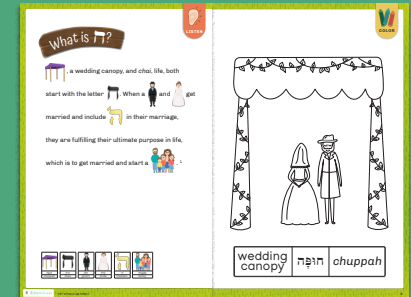 What is ח?
LISTEN
, a wedding canopy, and chai, life, both
start with the letter ח. When a and get
married and include in their marriage,
they are fulfilling their ultimate purpose in life,
which is to get married and start a .
COLOR
wedding canopy
חוּפָּה
chuppah